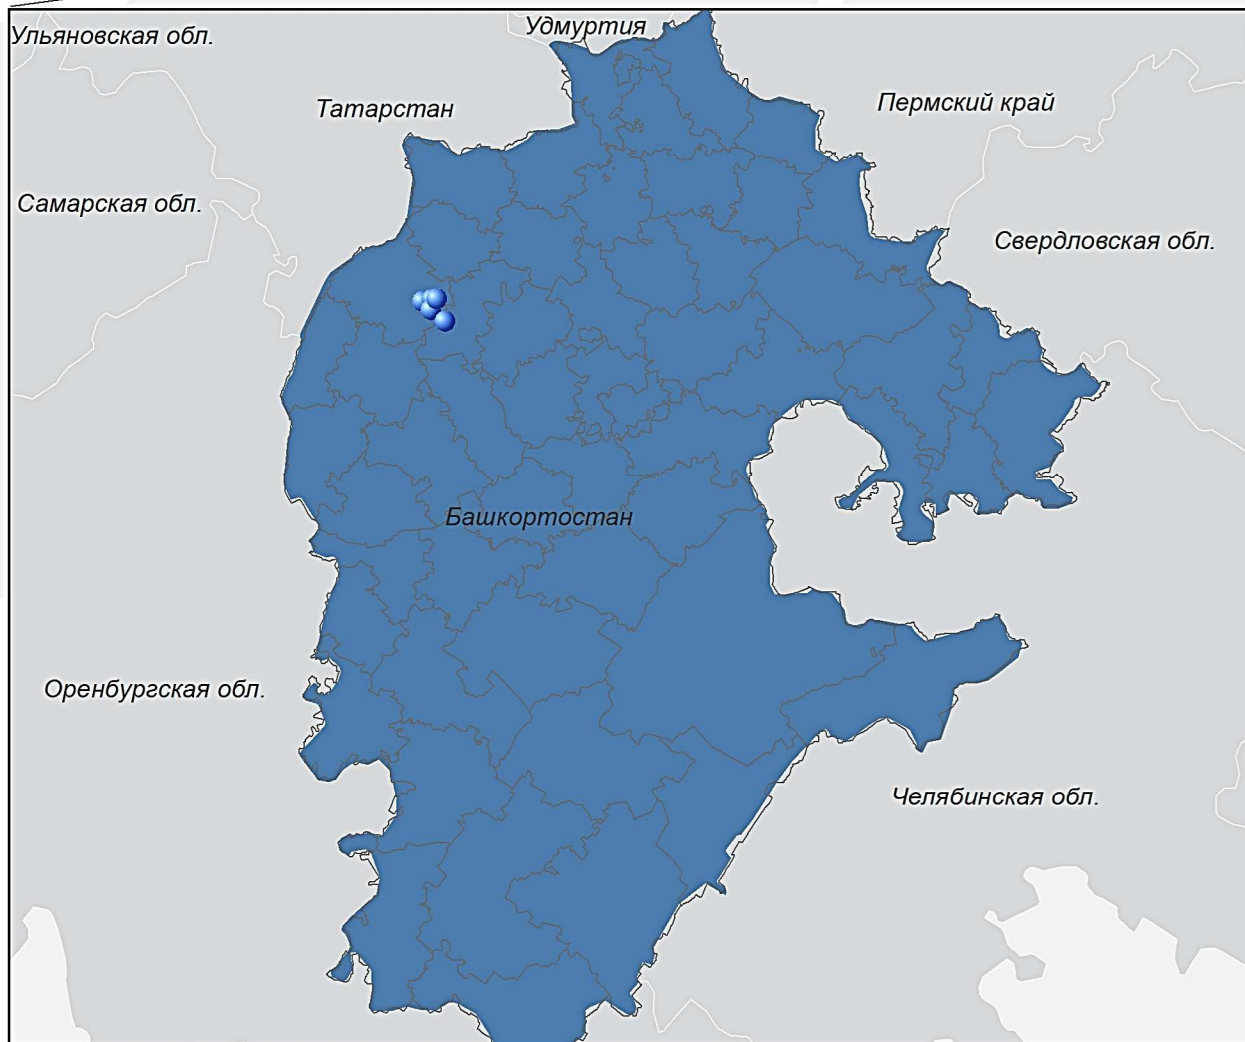 Удмуртия
Ульяновская обл.
Татарстан
Пермский край
Самарская обл.
Свердловская обл.
Башкортостан
Оренбургская обл.
Челябинская обл.